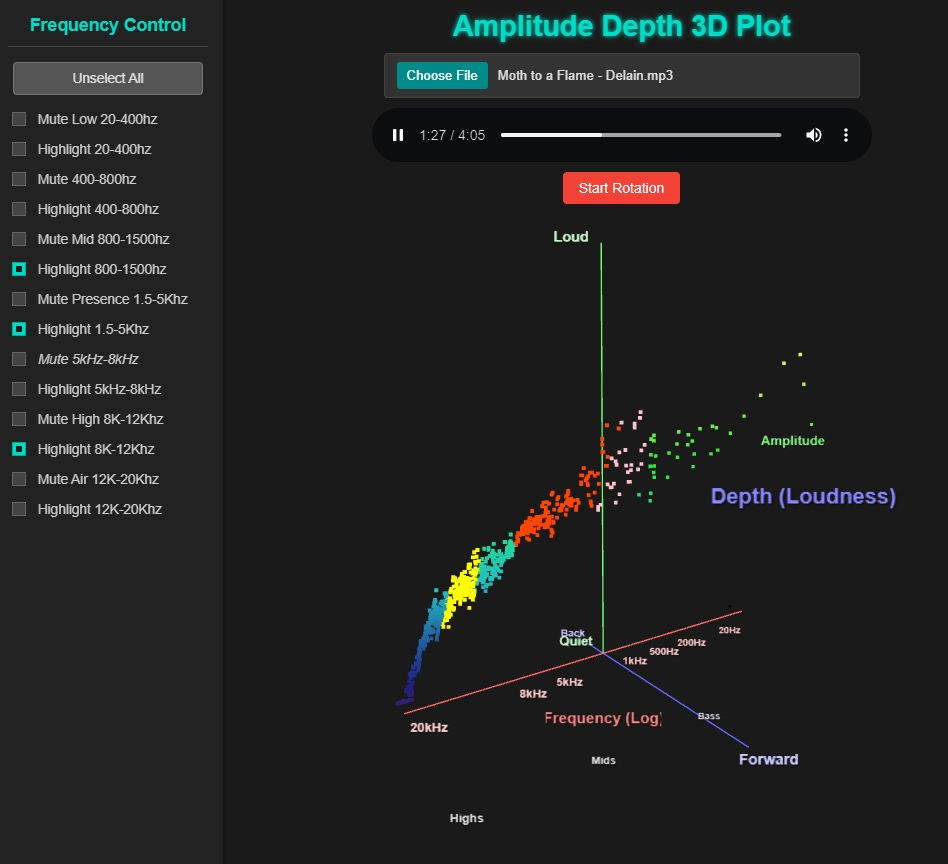 Frequency Control
Unselect All
Mute Low 20-400hz
Highlight 20-400hz
Mute 400-800hz
Highlight 400-800hz
Mute Mid 800-1500hz
Highlight 800-1500hz
Mute Presence 1.5-5Khz
Highlight 1.5-5Khz
Mute 5kHz-8kHz
Highlight 5kHz-8kHz
Mute High 8K-12Khz
Highlight 8K-12Khz
Mute Air 12K-20Khz
Highlight 12K-20Khz
Amplitude Depth 3D Plot
Choose File Moth to a Flame - Delain.mp3
1:27 / 4:05
Start Rotation
Loud
Amplitude
Depth (Loudness)
Back
Quiet
20Hz
200Hz
500Hz
1kHz
5kHz
8kHz
20kHz
Frequency (Log)
Bass
Forward
Mids
Highs